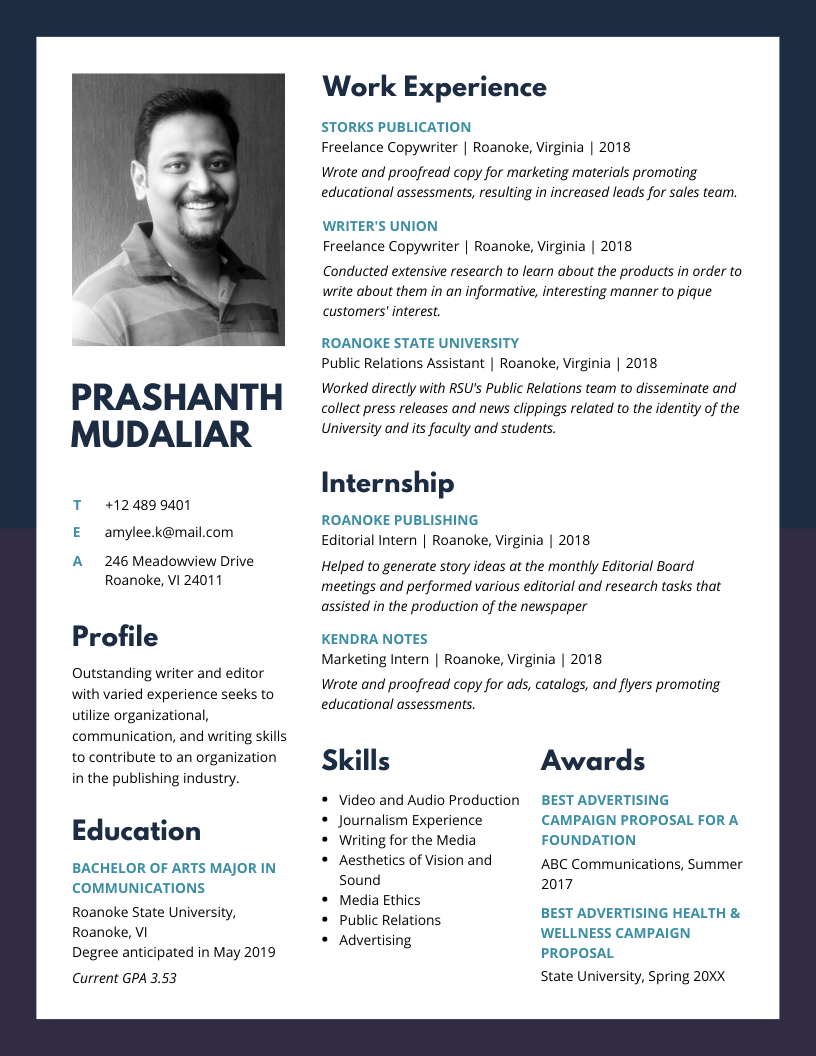 PRASHANTH
MUDALIAR
T +12 489 9401
E amylee.k@mail.com
A 246 Meadowview Drive
Roanoke, VI 24011
Profile
Outstanding writer and editor
with varied experience seeks to
utilize organizational,
communication, and writing skills
to contribute to an organization
in the publishing industry.
Education
BACHELOR OF ARTS MAJOR IN
COMMUNICATIONS
Roanoke State University,
Roanoke, VI
Degree anticipated in May 2019
Current GPA 3.53
Work Experience
STORKS PUBLICATION
Freelance Copywriter | Roanoke, Virginia | 2018
Wrote and proofread copy for marketing materials promoting
educational assessments, resulting in increased leads for sales team.
WRITER'S UNION
Freelance Copywriter | Roanoke, Virginia | 2018
Conducted extensive research to learn about the products in order to
write about them in an informative, interesting manner to pique
customers' interest.
ROANOKE STATE UNIVERSITY
Public Relations Assistant | Roanoke, Virginia | 2018
Worked directly with RSU's Public Relations team to disseminate and
collect press releases and news clippings related to the identity of the
University and its faculty and students.
Internship
ROANOKE PUBLISHING
Editorial Intern | Roanoke, Virginia | 2018
Helped to generate story ideas at the monthly Editorial Board
meetings and performed various editorial and research tasks that
assisted in the production of the newspaper
KENDRA NOTES
Marketing Intern | Roanoke, Virginia | 2018
Wrote and proofread copy for ads, catalogs, and flyers promoting
educational assessments.
Skills
• Video and Audio Production
• Journalism Experience
• Writing for the Media
• Aesthetics of Vision and
Sound
• Media Ethics
• Public Relations
• Advertising
Awards
BEST ADVERTISING
CAMPAIGN PROPOSAL FOR A
FOUNDATION
ABC Communications, Summer
2017
BEST ADVERTISING HEALTH &
WELLNESS CAMPAIGN
PROPOSAL
State University, Spring 20XX